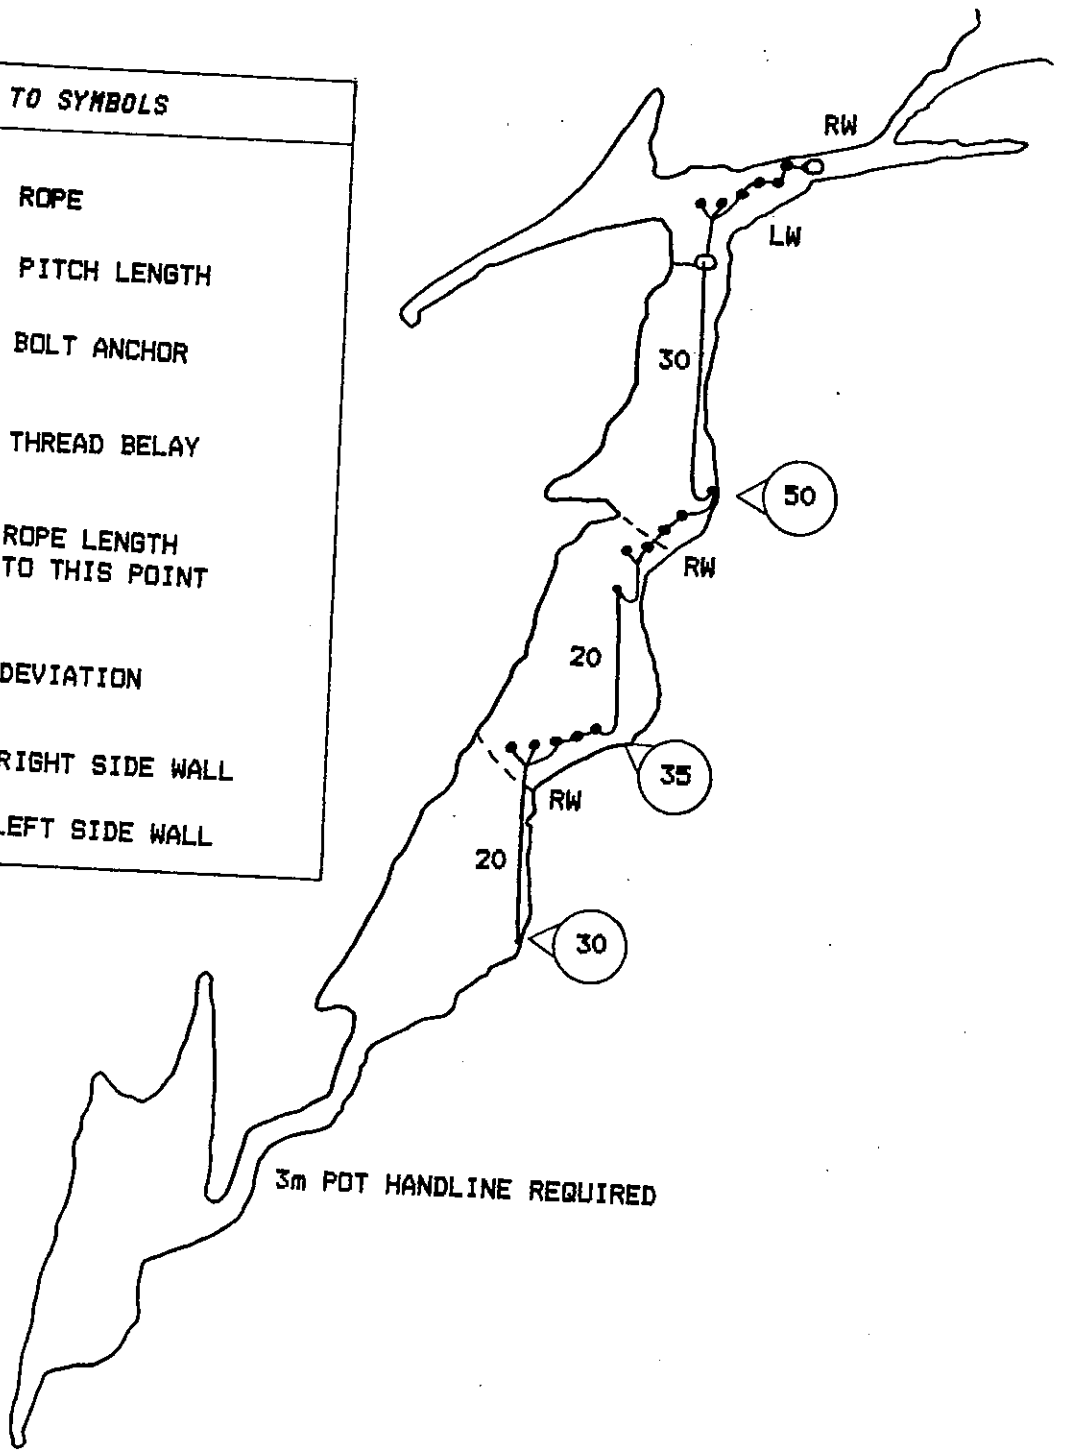 TO SYMBOLS
ROPE
PITCH LENGTH
BOLT ANCHOR
THREAD BELAY
ROPE LENGTH
TO THIS POINT
DEVIATION
RIGHT SIDE WALL
LEFT SIDE WALL
RW
LW
30
50
RW
20
35
RW
20
30
3m POT HANDLINE REQUIRED